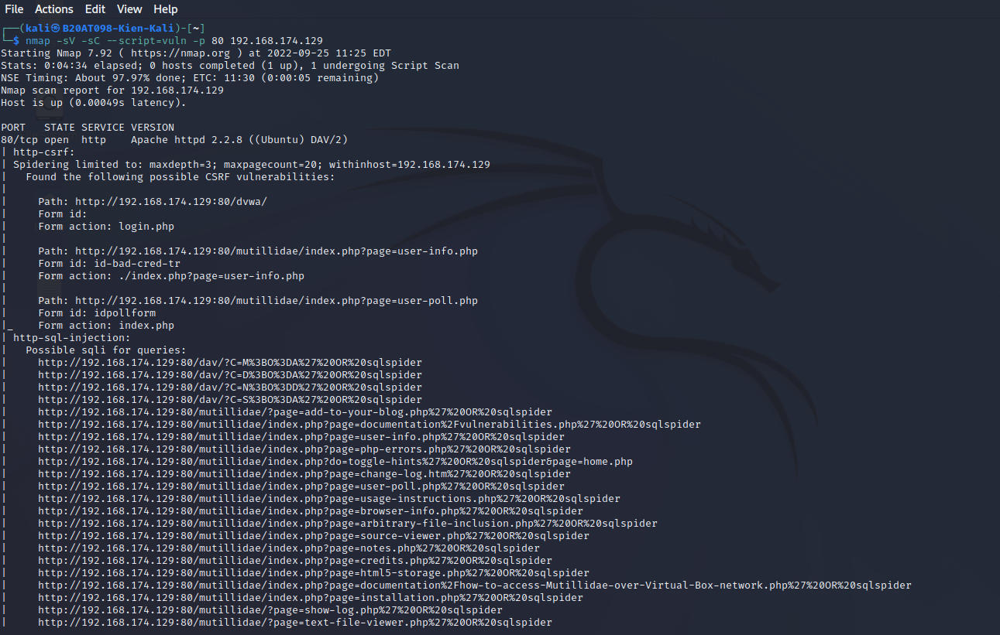 File Actions Edit View Help
┌──(kali㉿B20AT098-Kien-Kali)-[~]
└─$ nmap -sV -sC --script=vuln -p 80 192.168.174.129
Starting Nmap 7.92 ( https://nmap.org ) at 2022-09-25 11:25 EDT
Stats: 0:04:34 elapsed; 0 hosts completed (1 up), 1 undergoing Script Scan
NSE Timing: About 97.97% done; ETC: 11:30 (0:00:05 remaining)
Nmap scan report for 192.168.174.129
Host is up (0.00049s latency).

PORT   STATE SERVICE VERSION
80/tcp open  http    Apache httpd 2.2.8 ((Ubuntu) DAV/2)
| http-csrf:
| Spidering limited to: maxdepth=3; maxpagecount=20; withinhost=192.168.174.129
|   Found the following possible CSRF vulnerabilities:
|
|     Path: http://192.168.174.129:80/dvwa/
|     Form id:
|     Form action: login.php
|
|     Path: http://192.168.174.129:80/mutillidae/index.php?page=user-info.php
|     Form id: id-bad-cred-tr
|     Form action: ./index.php?page=user-info.php
|
|     Path: http://192.168.174.129:80/mutillidae/index.php?page=user-poll.php
|     Form id: idpollform
|_    Form action: index.php
| http-sql-injection:
|   Possible sqli for queries:
|     http://192.168.174.129:80/dav/?C=M%3BO%3DA%27%20OR%20sqlspider
|     http://192.168.174.129:80/dav/?C=D%3BO%3DA%27%20OR%20sqlspider
|     http://192.168.174.129:80/dav/?C=N%3BO%3DD%27%20OR%20sqlspider
|     http://192.168.174.129:80/dav/?C=S%3BO%3DA%27%20OR%20sqlspider
|     http://192.168.174.129:80/mutillidae/?page=add-to-your-blog.php%27%20OR%20sqlspider
|     http://192.168.174.129:80/mutillidae/index.php?page=documentation%2Fvulnerabilities.php%27%20OR%20sqlspider
|     http://192.168.174.129:80/mutillidae/index.php?page=user-info.php%27%20OR%20sqlspider
|     http://192.168.174.129:80/mutillidae/index.php?page=php-errors.php%27%20OR%20sqlspider
|     http://192.168.174.129:80/mutillidae/index.php?do=toggle-hints%27%20OR%20sqlspider&page=home.php
|     http://192.168.174.129:80/mutillidae/index.php?page=change-log.htm%27%20OR%20sqlspider
|     http://192.168.174.129:80/mutillidae/index.php?page=user-poll.php%27%20OR%20sqlspider
|     http://192.168.174.129:80/mutillidae/index.php?page=usage-instructions.php%27%20OR%20sqlspider
|     http://192.168.174.129:80/mutillidae/index.php?page=browser-info.php%27%20OR%20sqlspider
|     http://192.168.174.129:80/mutillidae/index.php?page=arbitrary-file-inclusion.php%27%20OR%20sqlspider
|     http://192.168.174.129:80/mutillidae/index.php?page=source-viewer.php%27%20OR%20sqlspider
|     http://192.168.174.129:80/mutillidae/index.php?page=notes.php%27%20OR%20sqlspider
|     http://192.168.174.129:80/mutillidae/index.php?page=credits.php%27%20OR%20sqlspider
|     http://192.168.174.129:80/mutillidae/index.php?page=html5-storage.php%27%20OR%20sqlspider
|     http://192.168.174.129:80/mutillidae/index.php?page=documentation%2Fhow-to-access-Mutillidae-over-Virtual-Box-network.php%27%20OR%20sqlspider
|     http://192.168.174.129:80/mutillidae/index.php?page=installation.php%27%20OR%20sqlspider
|     http://192.168.174.129:80/mutillidae/?page=show-log.php%27%20OR%20sqlspider
|     http://192.168.174.129:80/mutillidae/?page=text-file-viewer.php%27%20OR%20sqlspider